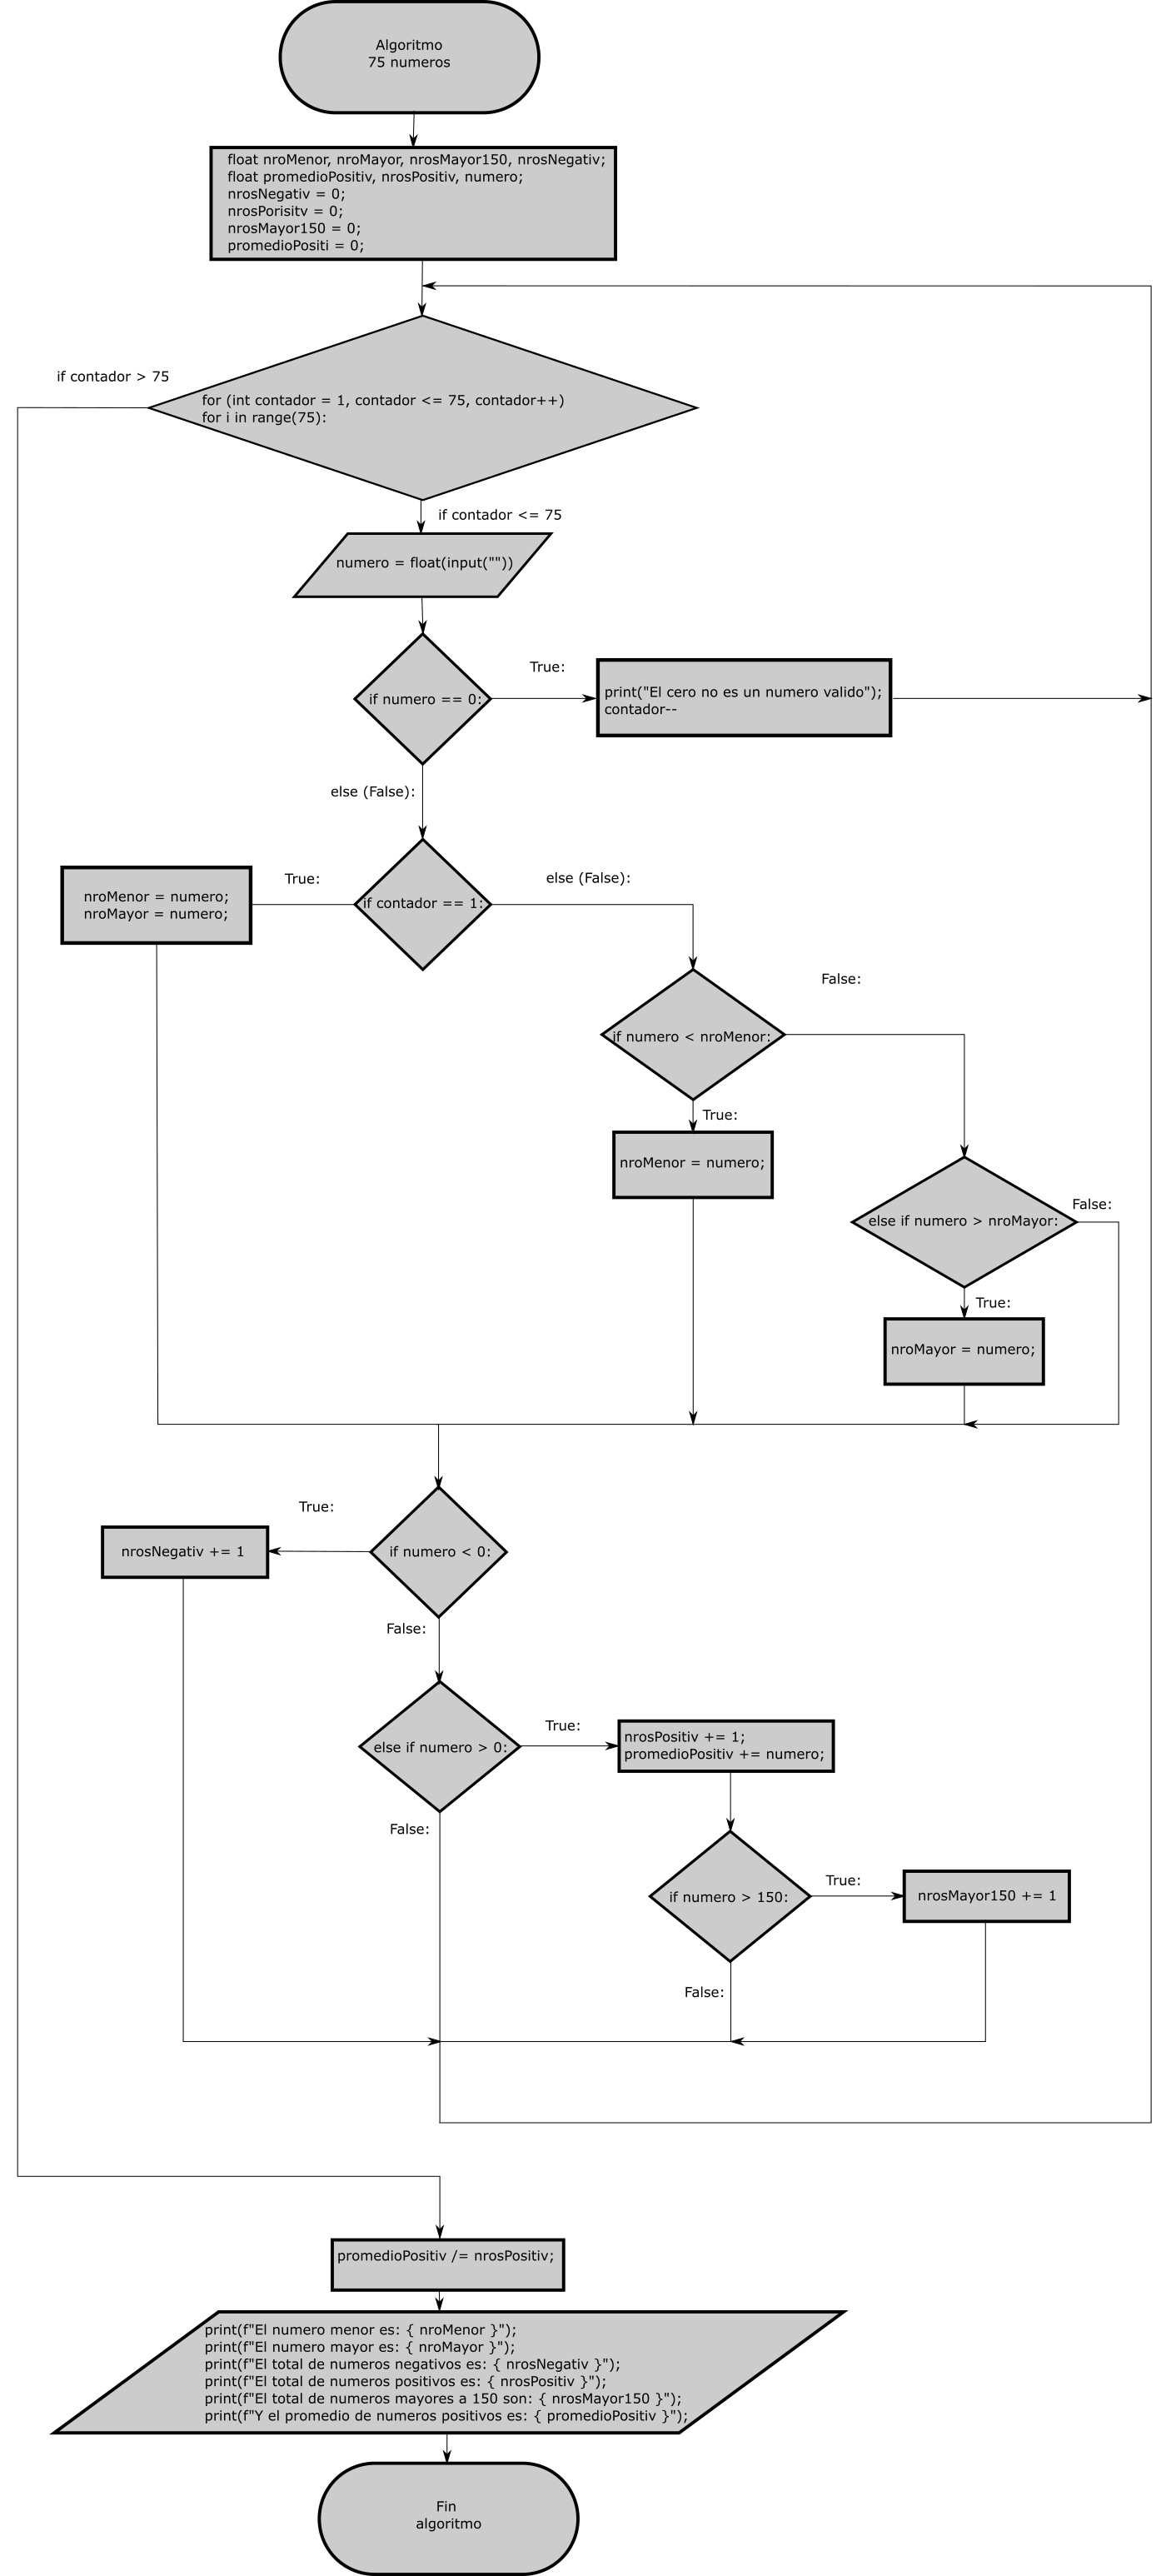 Algoritmo
75 numeros
float nroMenor, nroMayor, nrosMayor150, nrosNegativ;
float promedioPositiv, nrosPositiv, numero;
nrosNegativ = 0;
nrosPorisitv = 0;
nrosMayor150 = 0;
promedioPositi = 0;
if contador > 75
for (int contador = 1, contador <= 75, contador++)
for i in range(75):
if contador <= 75
numero = float(input(""))
if numero == 0:
True:
print("El cero no es un numero valido");
contador--
else (False):
if contador == 1:
True:
nroMenor = numero;
nroMayor = numero;
else (False):
if numero < nroMenor:
False:
True:
nroMenor = numero;
else if numero > nroMayor:
False:
True:
nroMayor = numero;
if numero < 0:
True:
nrosNegativ += 1
False:
else if numero > 0:
True:
nrosPositiv += 1;
promedioPositiv += numero;
False:
if numero > 150:
True:
nrosMayor150 += 1
False:
promedioPositiv /= nrosPositiv;
print(f"El numero menor es: { nroMenor }");
print(f"El numero mayor es: { nroMayor }");
print(f"El total de numeros negativos es: { nrosNegativ }");
print(f"El total de numeros positivos es: { nrosPositiv }");
print(f"El total de numeros mayores a 150 son: { nrosMayor150 }");
print(f"Y el promedio de numeros positivos es: { promedioPositiv }");
Fin
algoritmo